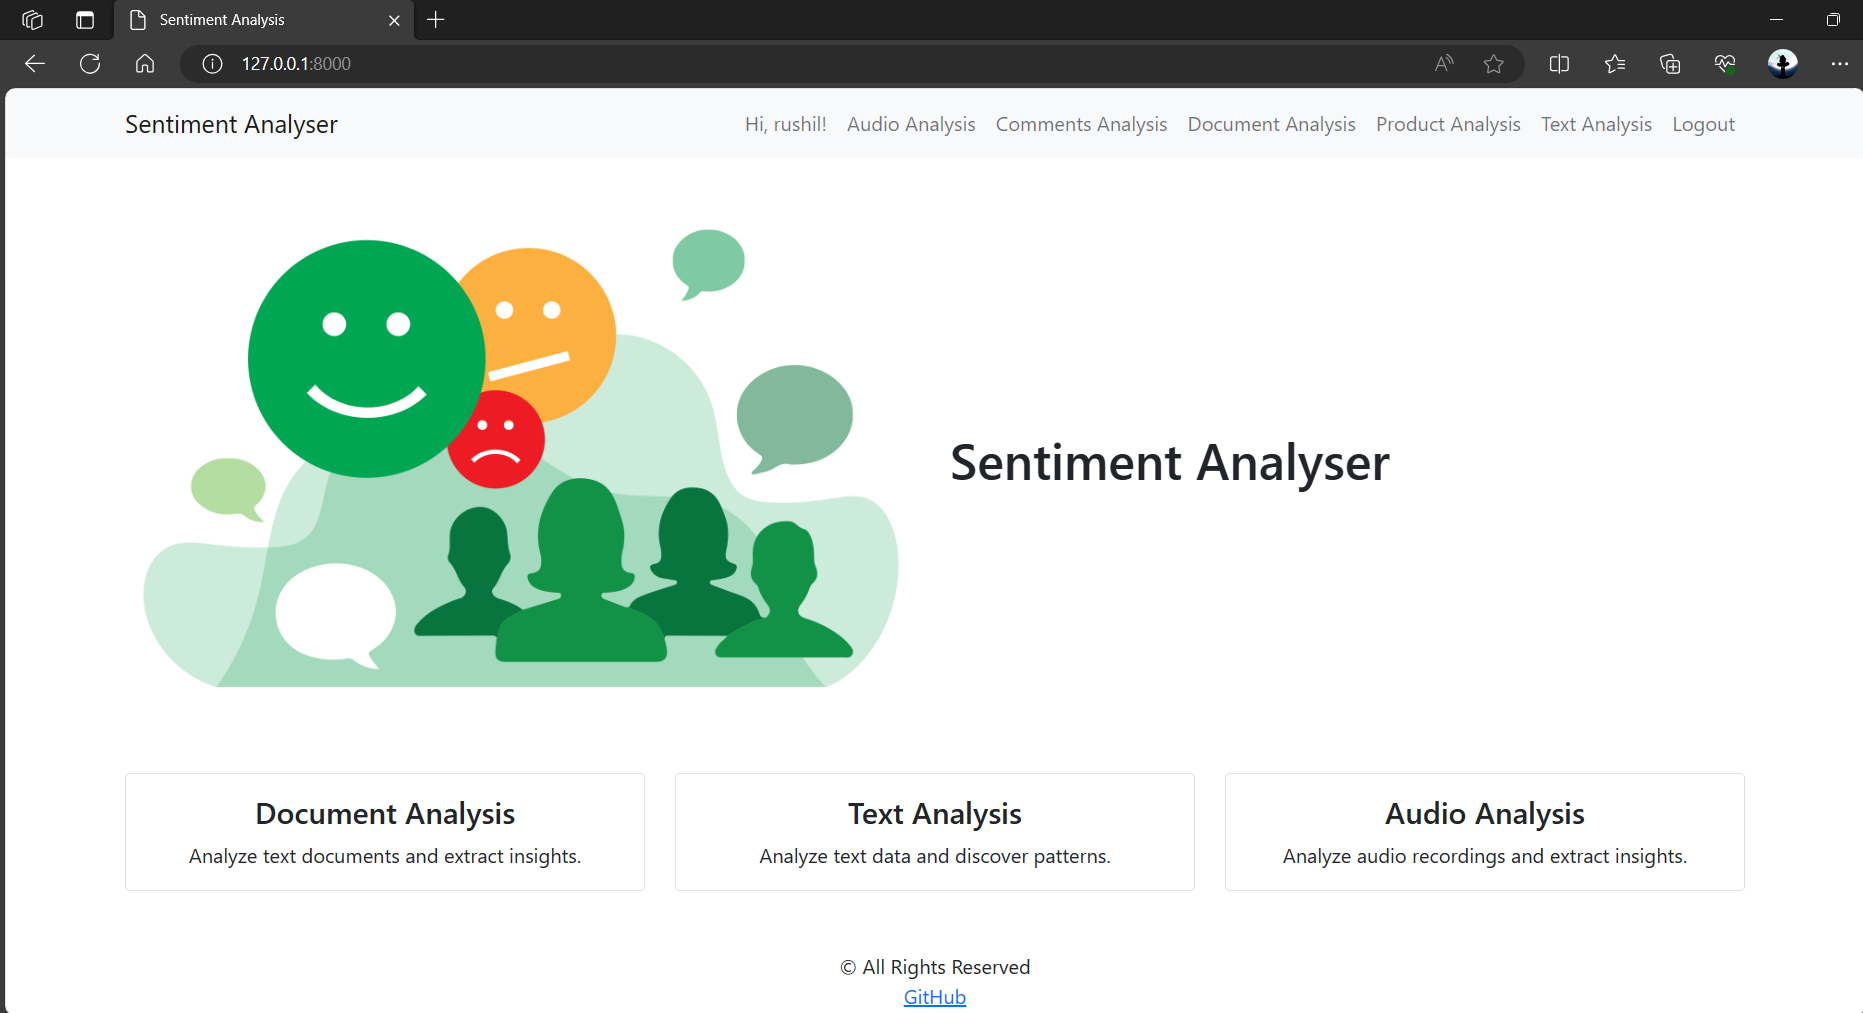 Sentiment Analysis
127.0.0.1:8000
Sentiment Analyser
Hi, rushil! Audio Analysis Comments Analysis Document Analysis Product Analysis Text Analysis Logout
Sentiment Analyser
Document Analysis
Analyze text documents and extract insights.
Text Analysis
Analyze text data and discover patterns.
Audio Analysis
Analyze audio recordings and extract insights.
© All Rights Reserved
GitHub